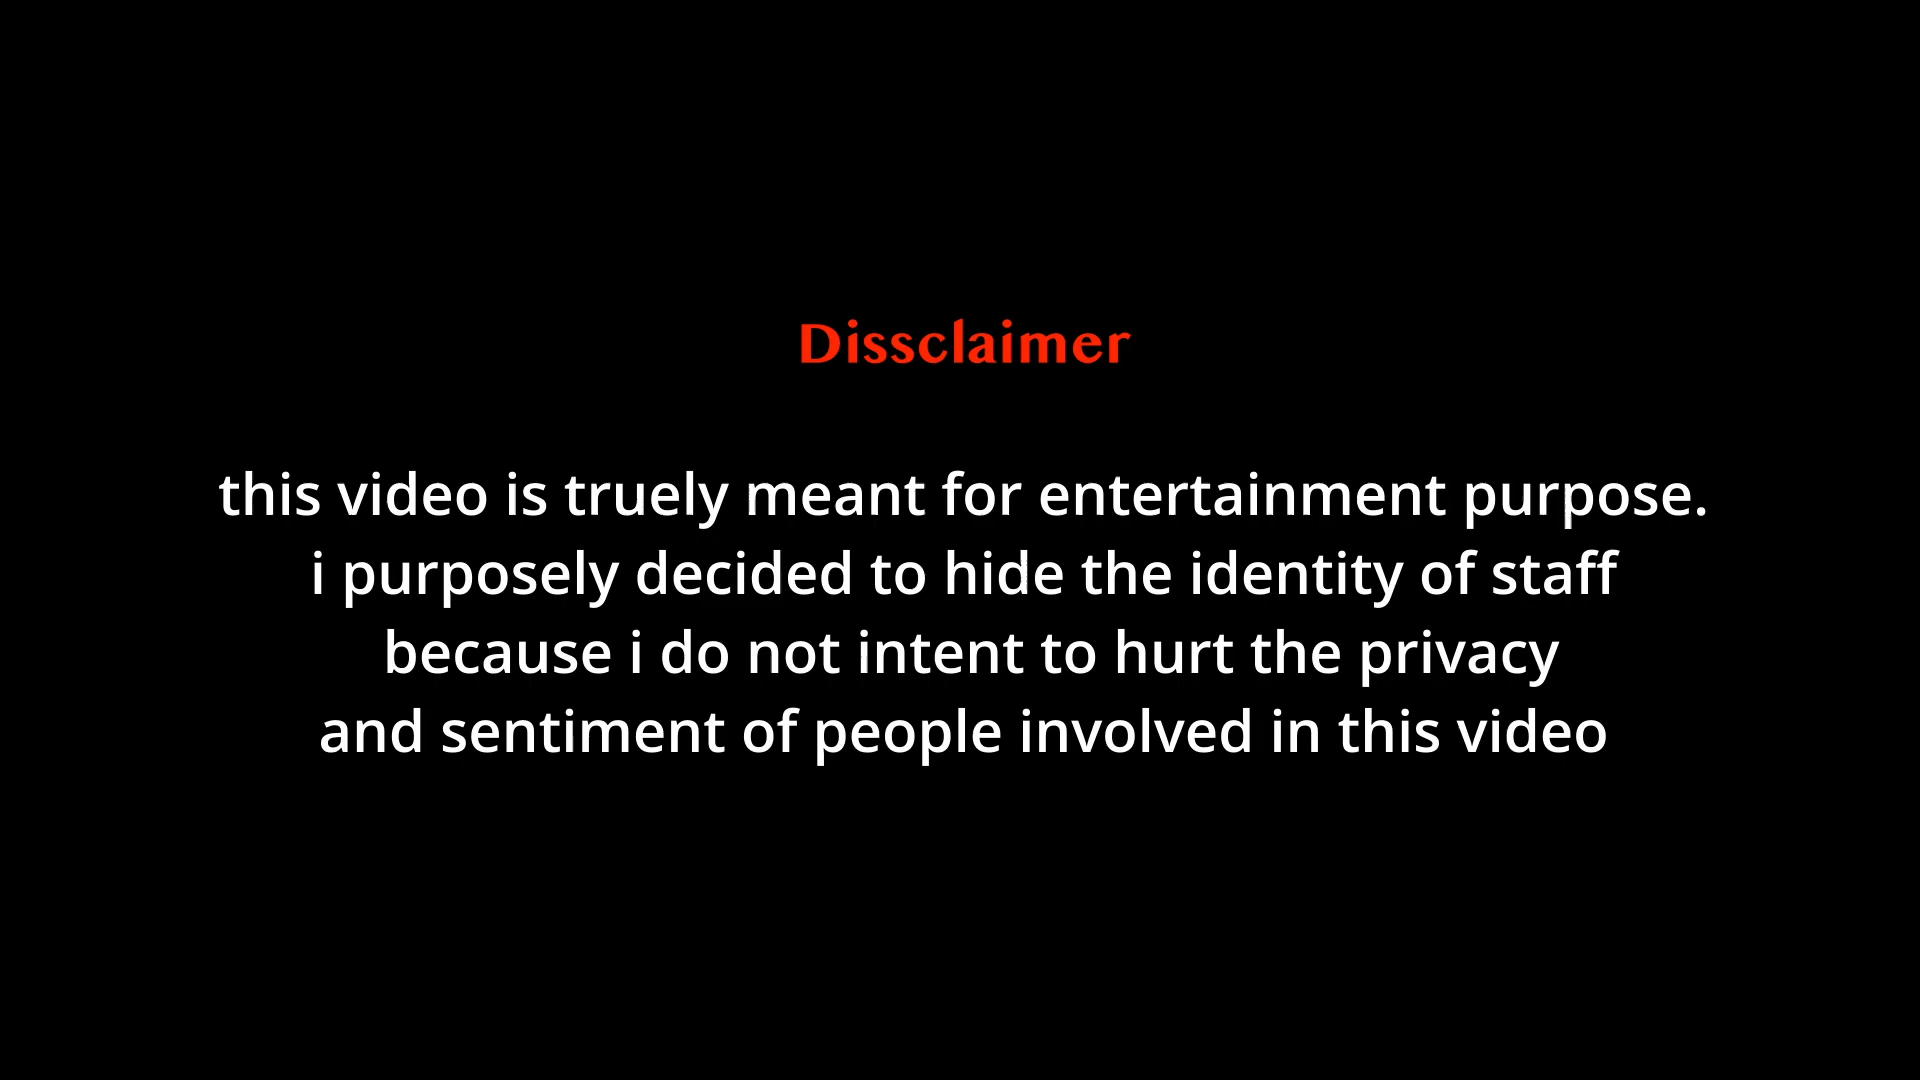 Dissclaimer
this video is truely meant for entertainment purpose.
i purposely decided to hide the identity of staff
because i do not intent to hurt the privacy
and sentiment of people involved in this video